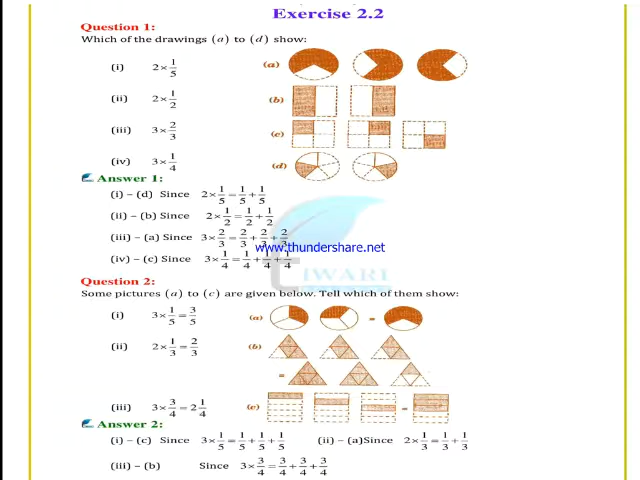 Exercise 2.2
Question 1:
Which of the drawings (a) to (d) show:
(i) 2 × 1/5 (a)
(ii) 2 × 1/2 (b)
(iii) 3 × 2/3 (c)
(iv) 3 × 1/4 (d)
Answer 1:
(i) – (d) Since 2 × 1/5 = 1/5 + 1/5
(ii) – (b) Since 2 × 1/2 = 1/2 + 1/2
(iii) – (a) Since 3 × 2/3 = 2/3 + 2/3 + 2/3
www.thundershare.net
(iv) – (c) Since 3 × 1/4 = 1/4 + 1/4 + 1/4
IWARI
Question 2:
Some pictures (a) to (c) are given below. Tell which of them show:
(i) 3 × 1/5 = 3/5 (a) =
(ii) 2 × 1/3 = 2/3 (b)
=
(iii) 3 × 3/4 = 2 1/4 (c) =
Answer 2:
(i) – (c) Since 3 × 1/5 = 1/5 + 1/5 + 1/5 (ii) – (a)Since 2 × 1/3 = 1/3 + 1/3
(iii) – (b) Since 3 × 3/4 = 3/4 + 3/4 + 3/4